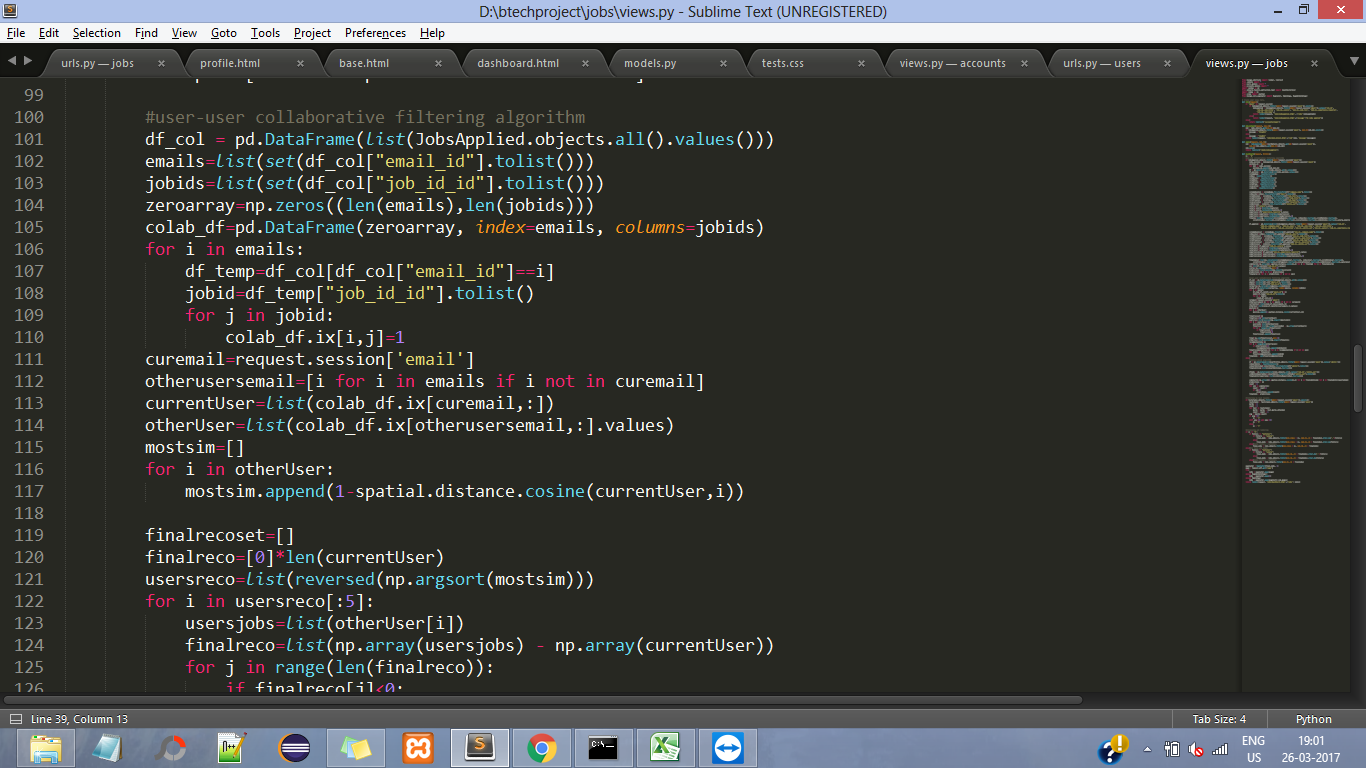 D:\btechproject\jobs\views.py - Sublime Text (UNREGISTERED)
File Edit Selection Find View Goto Tools Project Preferences Help
urls.py — jobs profile.html base.html dashboard.html models.py tests.css views.py — accounts urls.py — users views.py — jobs
99
100 #user-user collaborative filtering algorithm
101 df_col = pd.DataFrame(list(JobsApplied.objects.all().values()))
102 emails=list(set(df_col["email_id"].tolist()))
103 jobids=list(set(df_col["job_id_id"].tolist()))
104 zeroarray=np.zeros((len(emails),len(jobids)))
105 colab_df=pd.DataFrame(zeroarray, index=emails, columns=jobids)
106 for i in emails:
107 df_temp=df_col[df_col["email_id"]==i]
108 jobid=df_temp["job_id_id"].tolist()
109 for j in jobid:
110 colab_df.ix[i,j]=1
111 curemail=request.session['email']
112 otherusersemail=[i for i in emails if i not in curemail]
113 currentUser=list(colab_df.ix[curemail,:])
114 otherUser=list(colab_df.ix[otherusersemail,:].values)
115 mostsim=[]
116 for i in otherUser:
117 mostsim.append(1-spatial.distance.cosine(currentUser,i))
118
119 finalrecoset=[]
120 finalreco=[0]*len(currentUser)
121 usersreco=list(reversed(np.argsort(mostsim)))
122 for i in usersreco[:5]:
123 usersjobs=list(otherUser[i])
124 finalreco=list(np.array(usersjobs) - np.array(currentUser))
125 for j in range(len(finalreco)):
126 if finalreco[j]<0:
Line 39, Column 13 Tab Size: 4 Python
ENG 19:01
US 26-03-2017